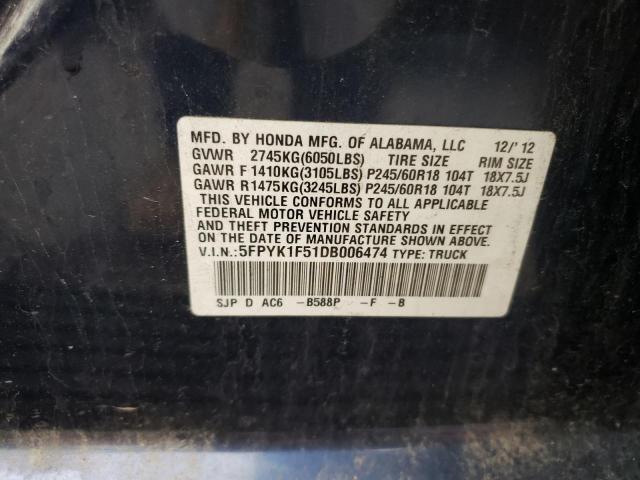 MFD. BY HONDA MFG. OF ALABAMA, LLC 12/'12
GVWR 2745KG(6050LBS) TIRE SIZE RIM SIZE
GAWR F 1410KG(3105LBS) P245/60R18 104T 18X7.5J
GAWR R1475KG(3245LBS) P245/60R18 104T 18X7.5J
THIS VEHICLE CONFORMS TO ALL APPLICABLE
FEDERAL MOTOR VEHICLE SAFETY
AND THEFT PREVENTION STANDARDS IN EFFECT
ON THE DATE OF MANUFACTURE SHOWN ABOVE.
V.I.N.: 5FPYK1F51DB006474 TYPE: TRUCK
SJP D AC6 -B588P -F -B